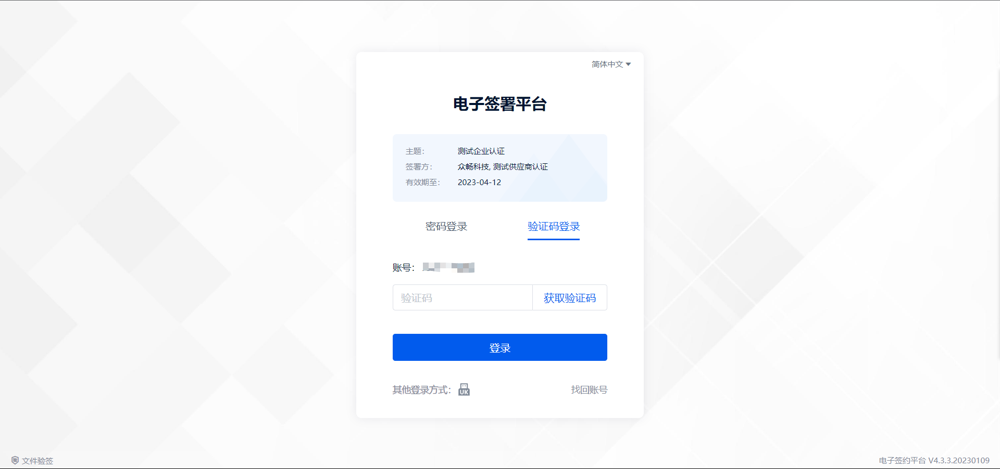 简体中文
电子签署平台
主题： 测试企业认证
签署方： 众畅科技, 测试供应商认证
有效期至： 2023-04-12
密码登录 验证码登录
账号：
验证码 获取验证码
登录
其他登录方式： UK 找回账号
文件验签 电子签约平台 V4.3.3.20230109